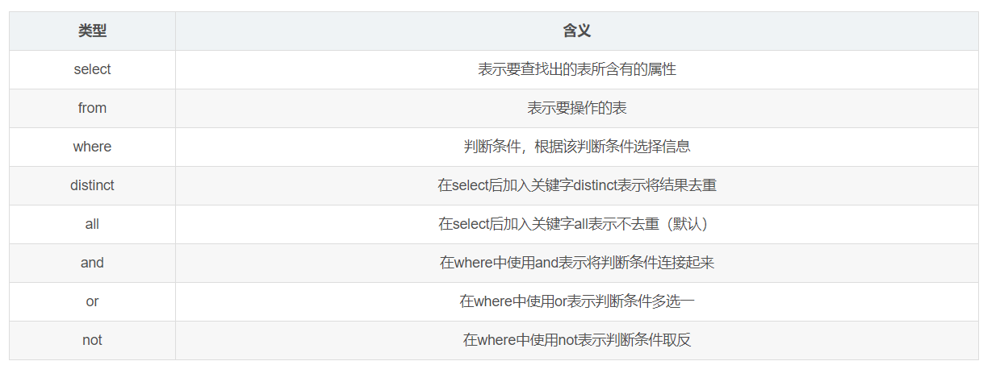 类型 含义
select 表示要查找出的表所含有的属性
from 表示要操作的表
where 判断条件，根据该判断条件选择信息
distinct 在select后加入关键字distinct表示将结果去重
all 在select后加入关键字all表示不去重（默认）
and 在where中使用and表示将判断条件连接起来
or 在where中使用or表示判断条件多选一
not 在where中使用not表示判断条件取反